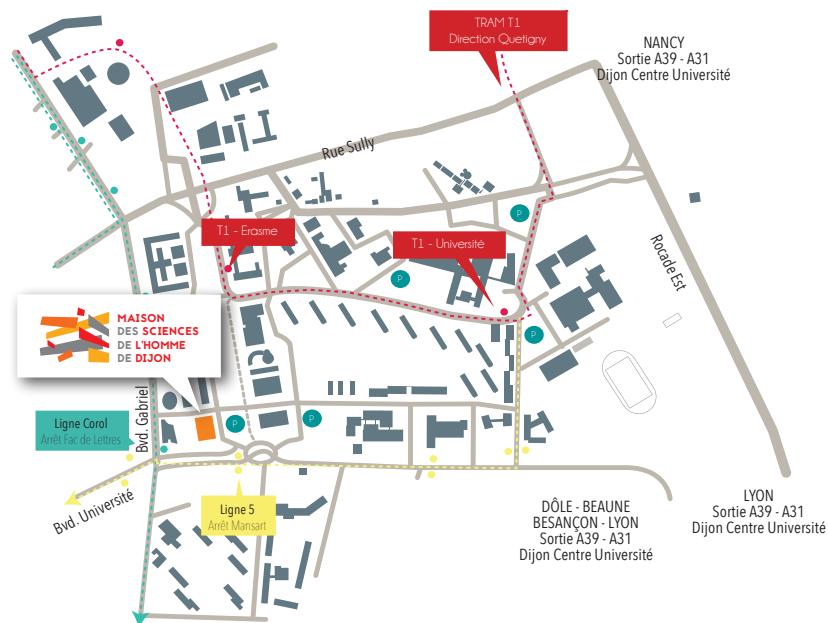 TRAM T1
Direction Quetigny
NANCY
Sortie A39 - A31
Dijon Centre Université
Rue Sully
P
T1 - Erasme
T1 - Université
P
Rocade Est
MAISON
DES SCIENCES
DE L'HOMME
DE DIJON
P
Bvd. Gabriel
Ligne Corol
Arrêt Fac de Lettres
P
P
Bvd. Université
Ligne 5
Arrêt Mansart
DÔLE - BEAUNE
BESANÇON - LYON
Sortie A39 - A31
Dijon Centre Université
LYON
Sortie A39 - A31
Dijon Centre Université